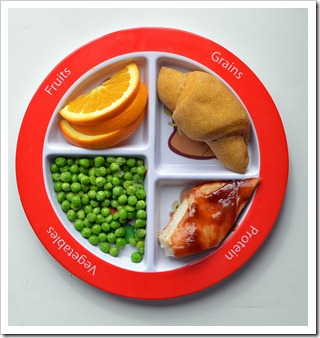 Fruits
Grains
Vegetables
Protein